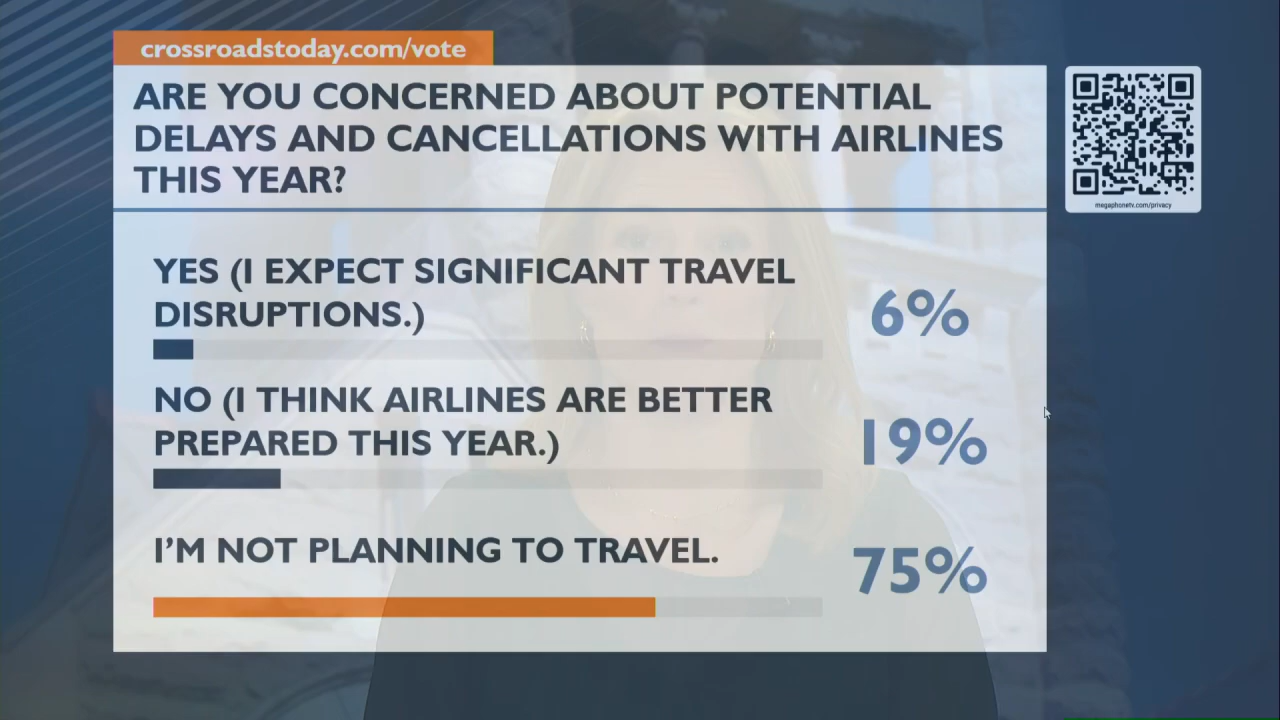 crossroadstoday.com/vote
ARE YOU CONCERNED ABOUT POTENTIAL
DELAYS AND CANCELLATIONS WITH AIRLINES
THIS YEAR?
megaphonetv.com/privacy
YES (I EXPECT SIGNIFICANT TRAVEL
DISRUPTIONS.)
6%
NO (I THINK AIRLINES ARE BETTER
PREPARED THIS YEAR.)
19%
I'M NOT PLANNING TO TRAVEL.
75%